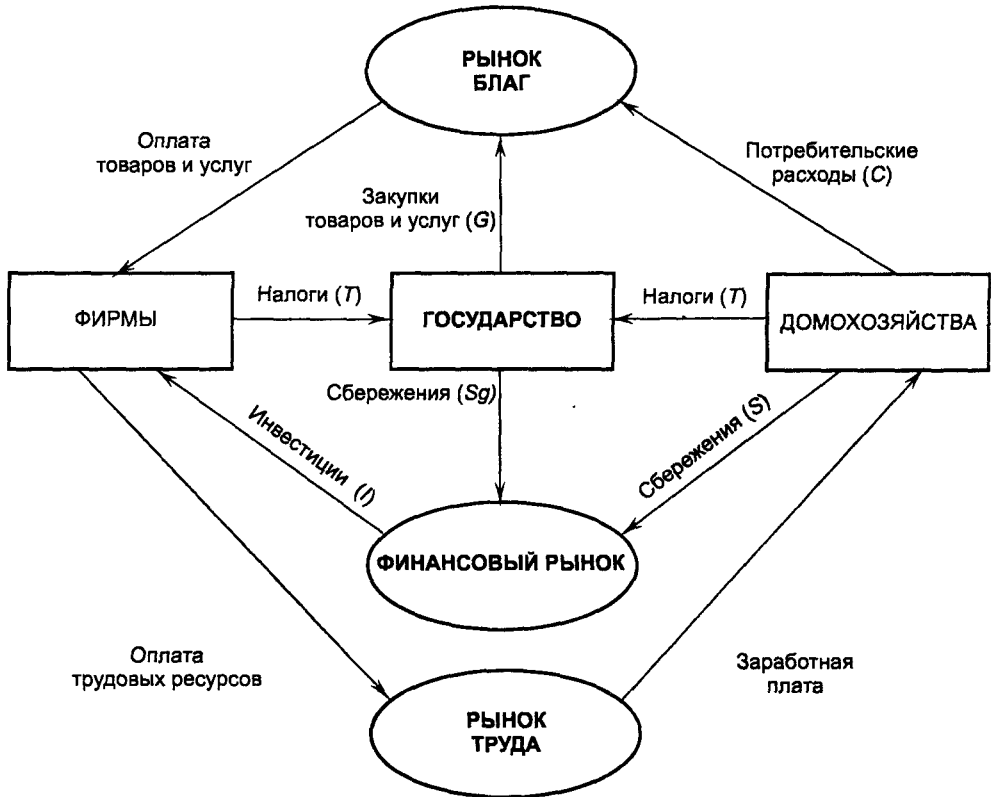 РЫНОК
БЛАГ
Оплата
товаров и услуг
Потребительские
расходы (C)
Закупки
товаров и услуг (G)
ФИРМЫ
Налоги (T)
ГОСУДАРСТВО
Налоги (T)
ДОМОХОЗЯЙСТВА
Сбережения (Sg)
Инвестиции (I)
Сбережения (S)
ФИНАНСОВЫЙ РЫНОК
Оплата
трудовых ресурсов
Заработная
плата
РЫНОК
ТРУДА